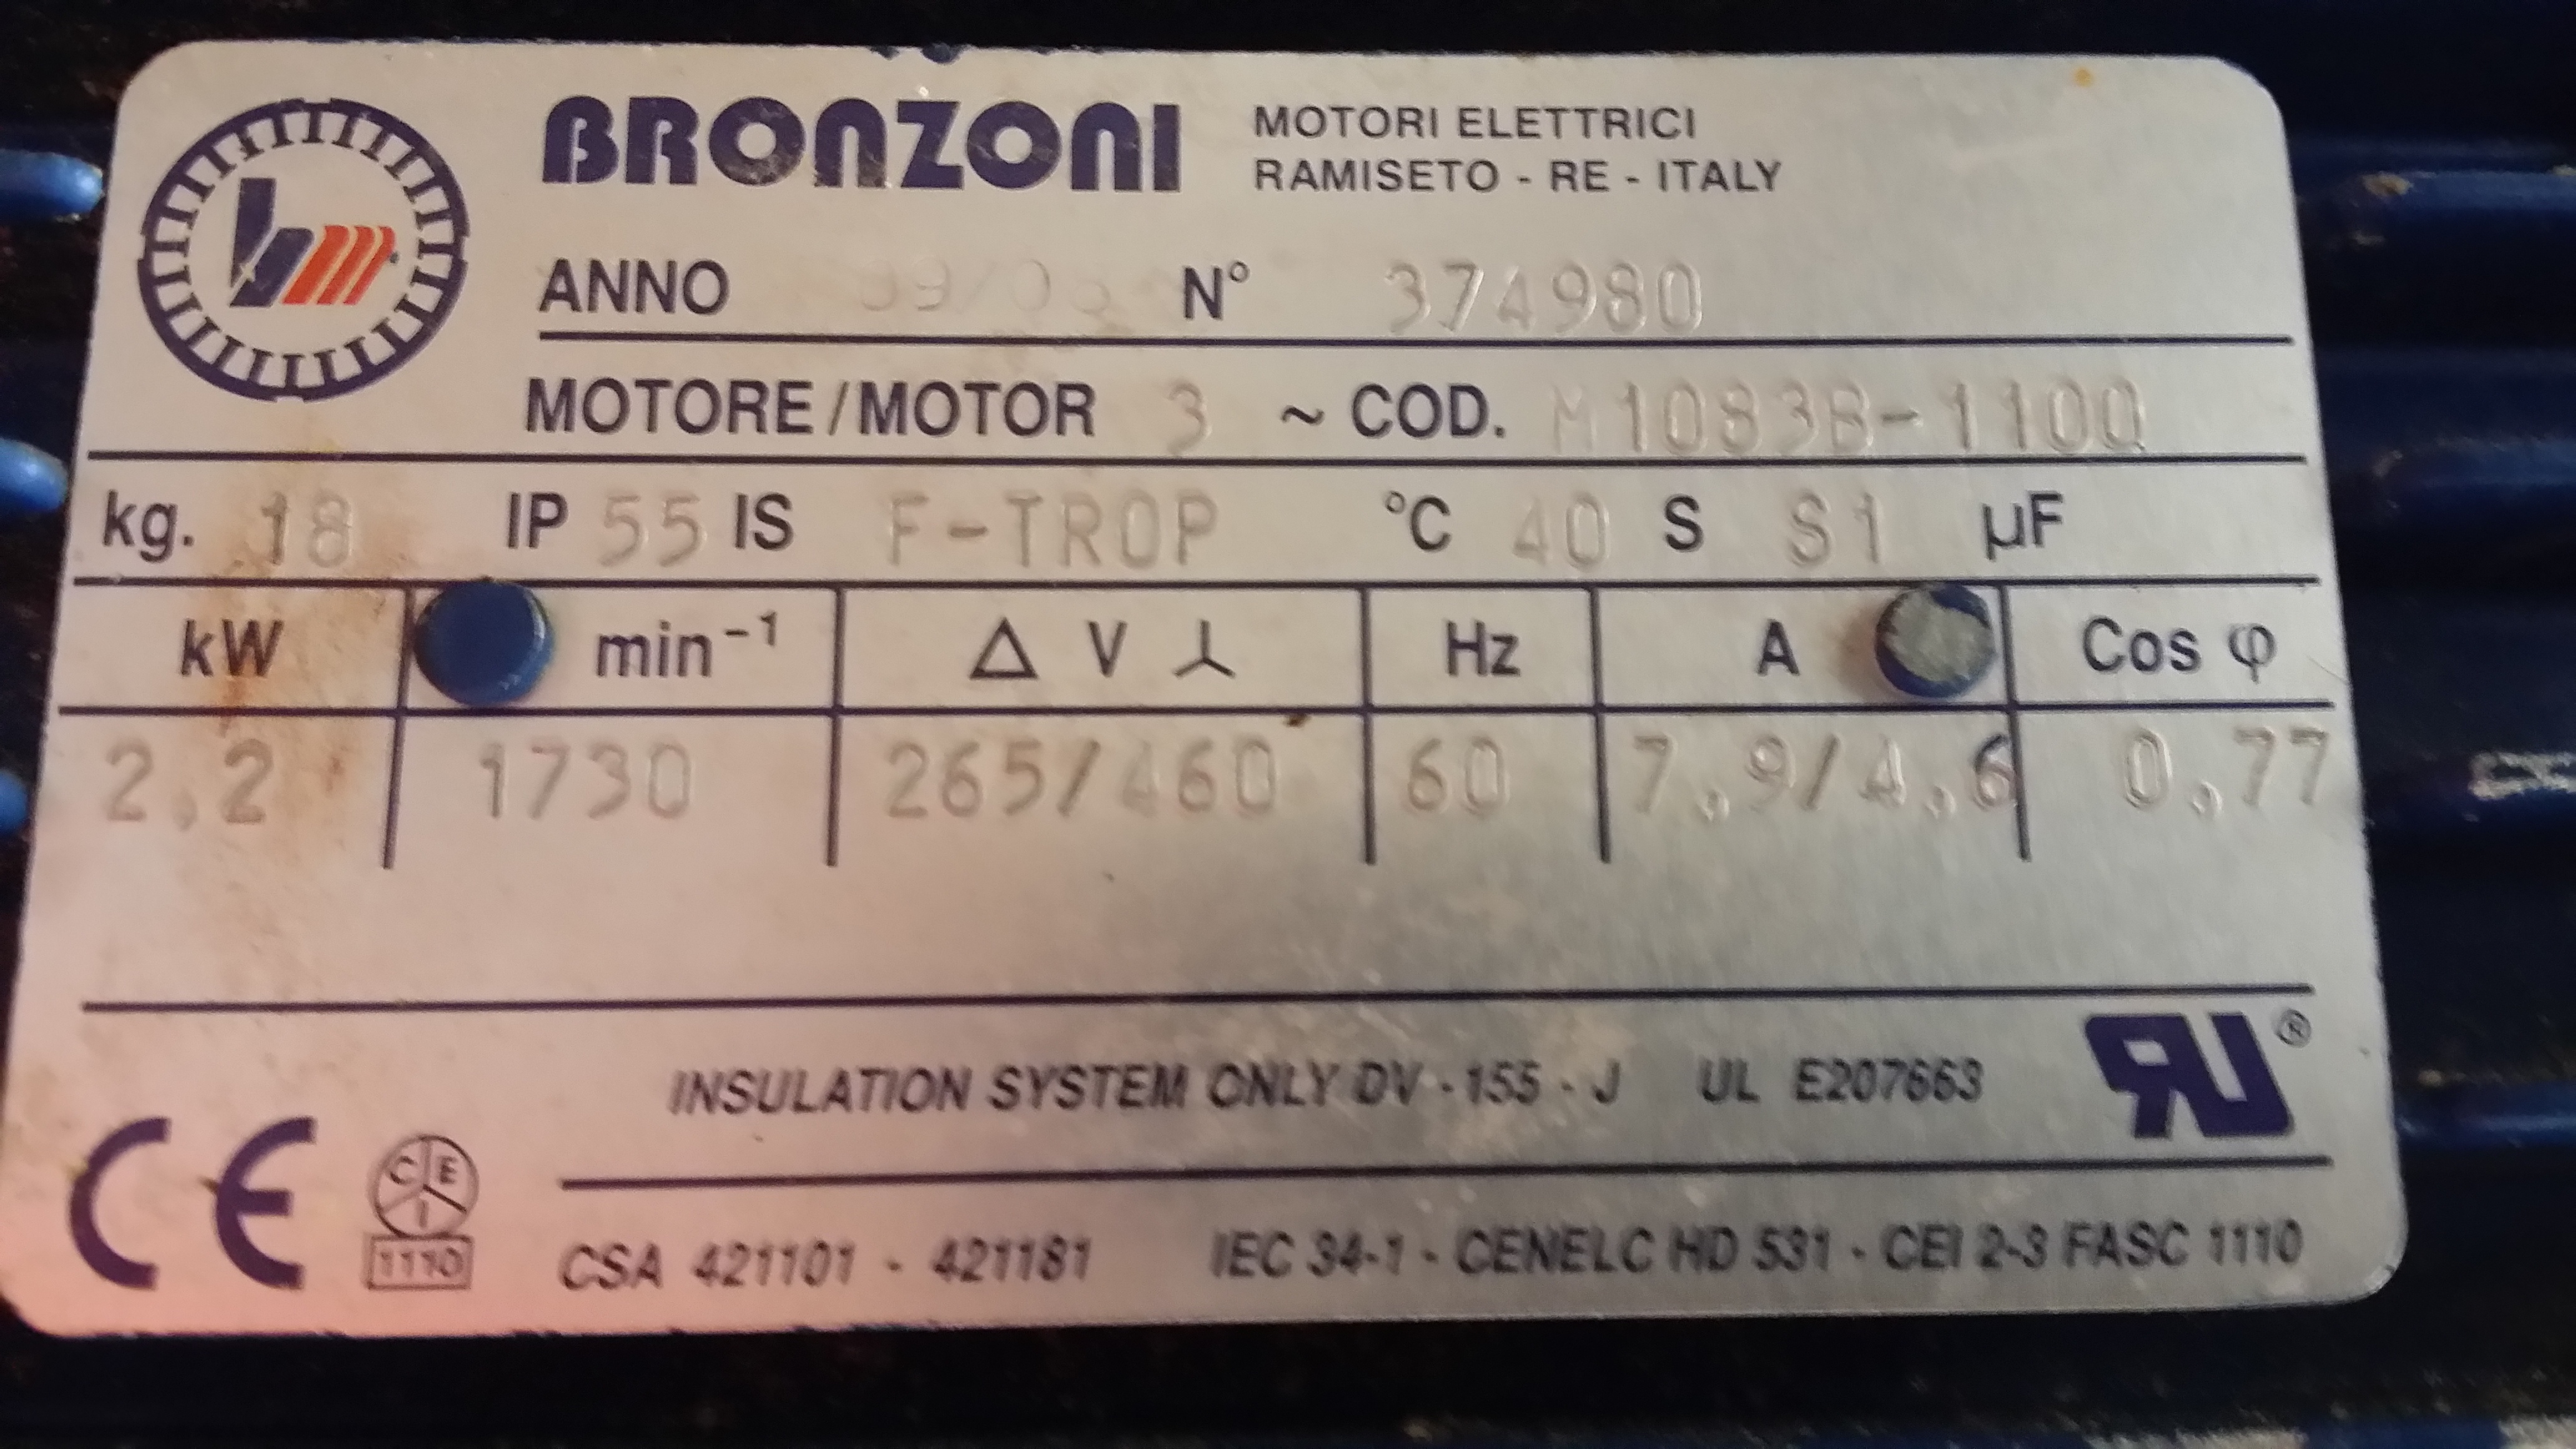 BRONZONI MOTORI ELETTRICI
RAMISETO - RE - ITALY
bm
ANNO N° 374980
MOTORE/MOTOR 3 ~ COD. M1083B-1100
kg. 18 IP 55 IS F-TROP °C 40 S S1 µF
kW min⁻¹ Δ V ⅄ Hz A Cos φ
2.2 1730 265/460 60 7,9/4,6 0,77
INSULATION SYSTEM ONLY DV - 155 - J UL E207663 RU®
CE CEI 1110
CSA 421101 - 421181 IEC 34-1 - CENELC HD 531 - CEI 2-3 FASC 1110